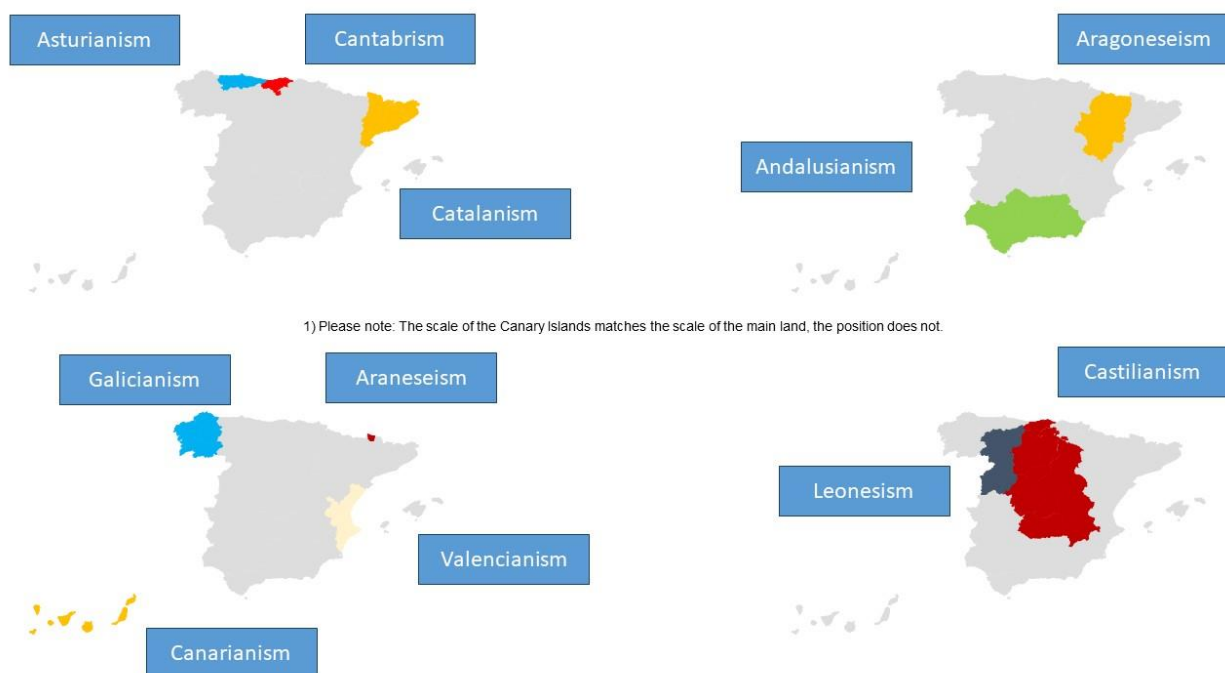 Asturianism
Cantabrism
Aragoneseism
Andalusianism
Catalanism
1) Please note: The scale of the Canary Islands matches the scale of the main land, the position does not.
Galicianism
Araneseism
Castilianism
Leonesism
Valencianism
Canarianism